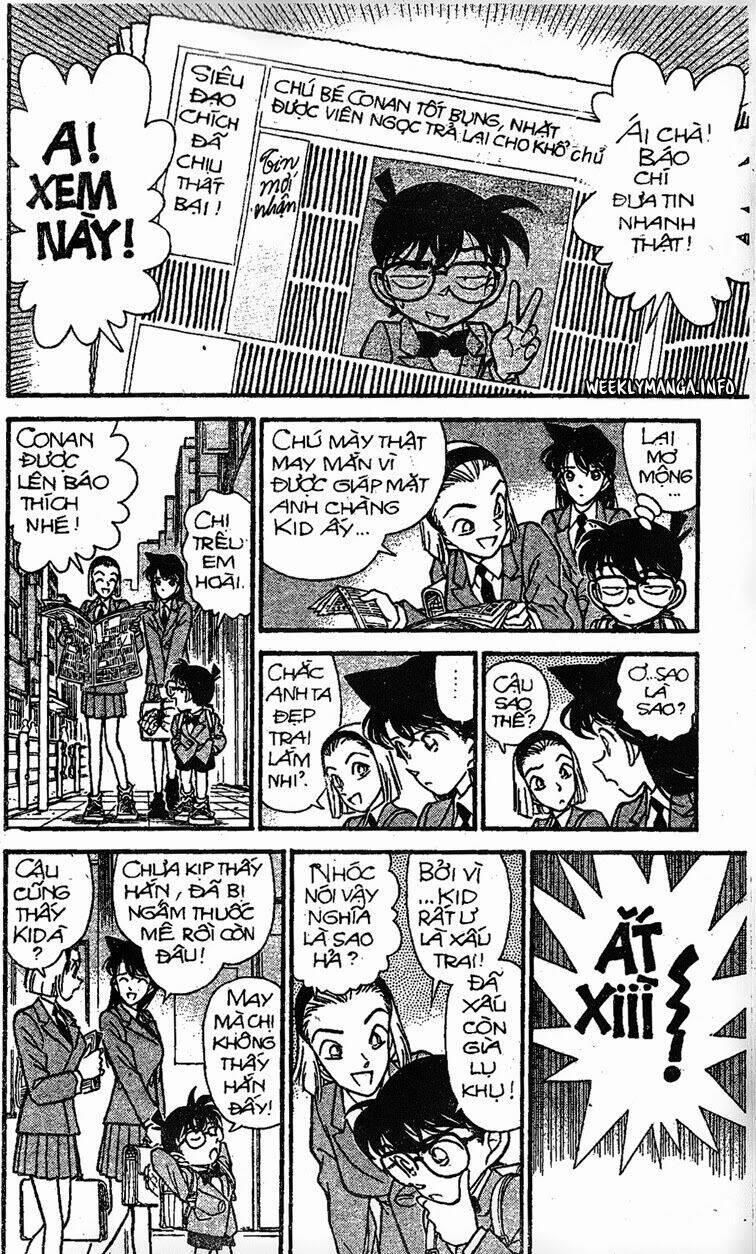 A!
XEM
NÀY!
SIÊU
ĐẠO
CHÍCH
ĐÃ
CHỊU
THẤT
BẠI!
CHÚ BÉ CONAN TỐT BỤNG, NHẶT
ĐƯỢC VIÊN NGỌC TRẢ LẠI CHO KHỔ CHỦ
Tin
mới
nhận
ÁI CHÀ!
BÁO
CHÍ
ĐƯA TIN
NHANH
THẬT!
WEEKLYMANGA.INFO
CONAN
ĐƯỢC
LÊN BÁO
THÍCH
NHÉ!
CHỊ
TRÊU
EM
HOÀI.
CHÚ MÀY THẬT
MAY MẮN VÌ
ĐƯỢC GIÁP MẶT
ANH CHÀNG
KID ẤY...
LẠI
MƠ
MỘNG
...
CHẮC
ANH TA
ĐẸP
TRAI
LẮM
NHỈ?
......
CẬU
SAO
THẾ?
Ơ..SAO
LÀ
SAO?
CẬU
CŨNG
THẤY
KID À
?
CHƯA KỊP THẤY
HẮN, ĐÃ BỊ
NGẤM THUỐC
MÊ RỒI CÒN
ĐÂU!
MAY
MÀ CHỊ
KHÔNG
THẤY
HẮN
ĐẤY!
NHÓC
NÓI VẬY
NGHĨA
LÀ SAO
HẢ?
BỞI VÌ
...KID
RẤT Ư
LÀ XẤU
TRAI!
ĐÃ
XẤU
CÒN
GIÀ
LỤ
KHỤ!
ẤT
XÌÌÌ!